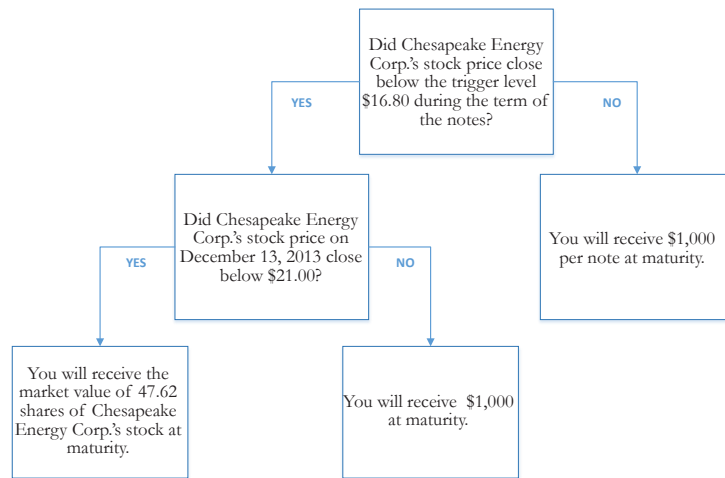 Did Chesapeake Energy
Corp.'s stock price close
below the trigger level
$16.80 during the term of
the notes?
YES
NO
Did Chesapeake Energy
Corp.'s stock price on
December 13, 2013 close
below $21.00?
You will receive $1,000
per note at maturity.
YES
NO
You will receive the
market value of 47.62
shares of Chesapeake
Energy Corp.'s stock at
maturity.
You will receive $1,000
at maturity.